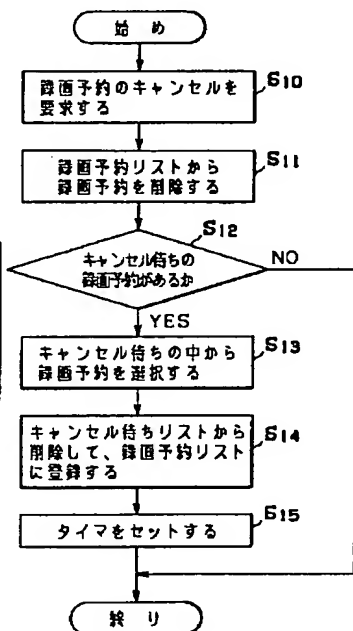 始め
録画予約のキャンセルを
要求する
S10
録画予約リストから
録画予約を削除する
S11
S12
キャンセル待ちの
録画予約があるか
NO
YES
キャンセル待ちの中から
録画予約を選択する
S13
キャンセル待ちリストから
削除して、録画予約リスト
に登録する
S14
タイマをセットする
S15
終り